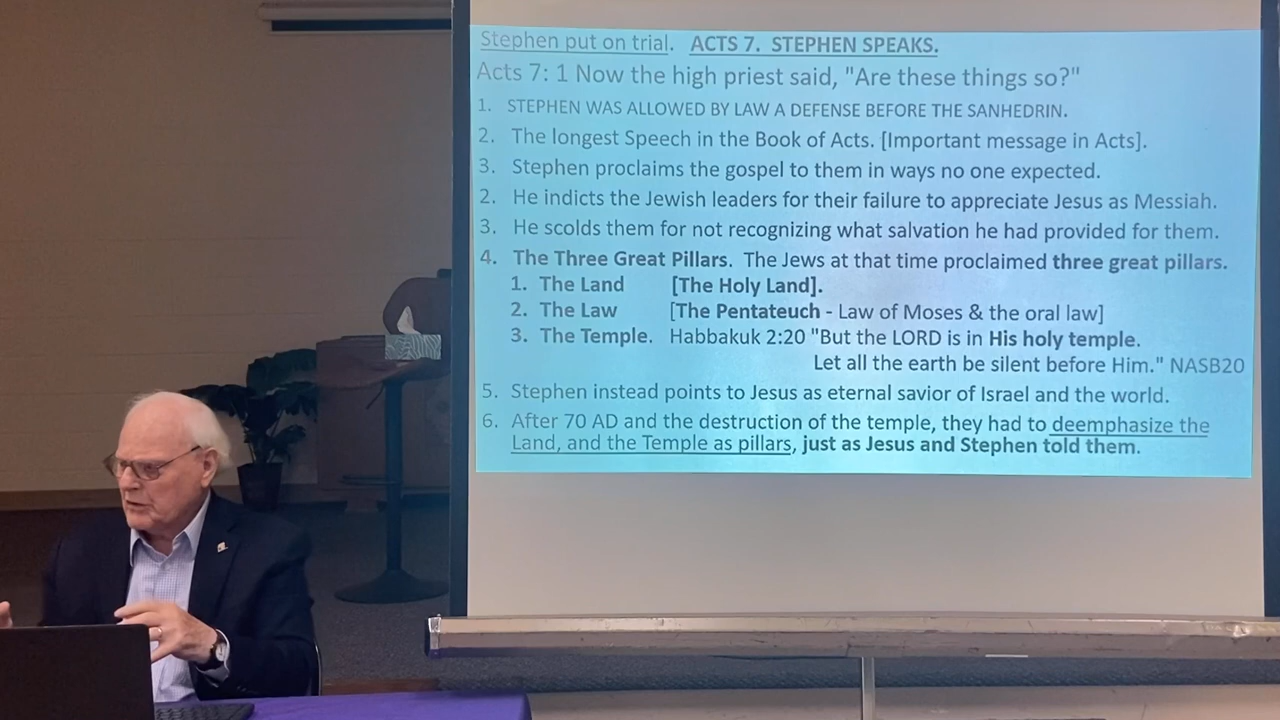 Stephen put on trial. ACTS 7. STEPHEN SPEAKS.
Acts 7: 1 Now the high priest said, "Are these things so?"
1. STEPHEN WAS ALLOWED BY LAW A DEFENSE BEFORE THE SANHEDRIN.
2. The longest Speech in the Book of Acts. [Important message in Acts].
3. Stephen proclaims the gospel to them in ways no one expected.
2. He indicts the Jewish leaders for their failure to appreciate Jesus as Messiah.
3. He scolds them for not recognizing what salvation he had provided for them.
4. The Three Great Pillars. The Jews at that time proclaimed three great pillars.
1. The Land [The Holy Land].
2. The Law [The Pentateuch - Law of Moses & the oral law]
3. The Temple. Habbakuk 2:20 "But the LORD is in His holy temple.
Let all the earth be silent before Him." NASB20
5. Stephen instead points to Jesus as eternal savior of Israel and the world.
6. After 70 AD and the destruction of the temple, they had to deemphasize the
Land, and the Temple as pillars, just as Jesus and Stephen told them.